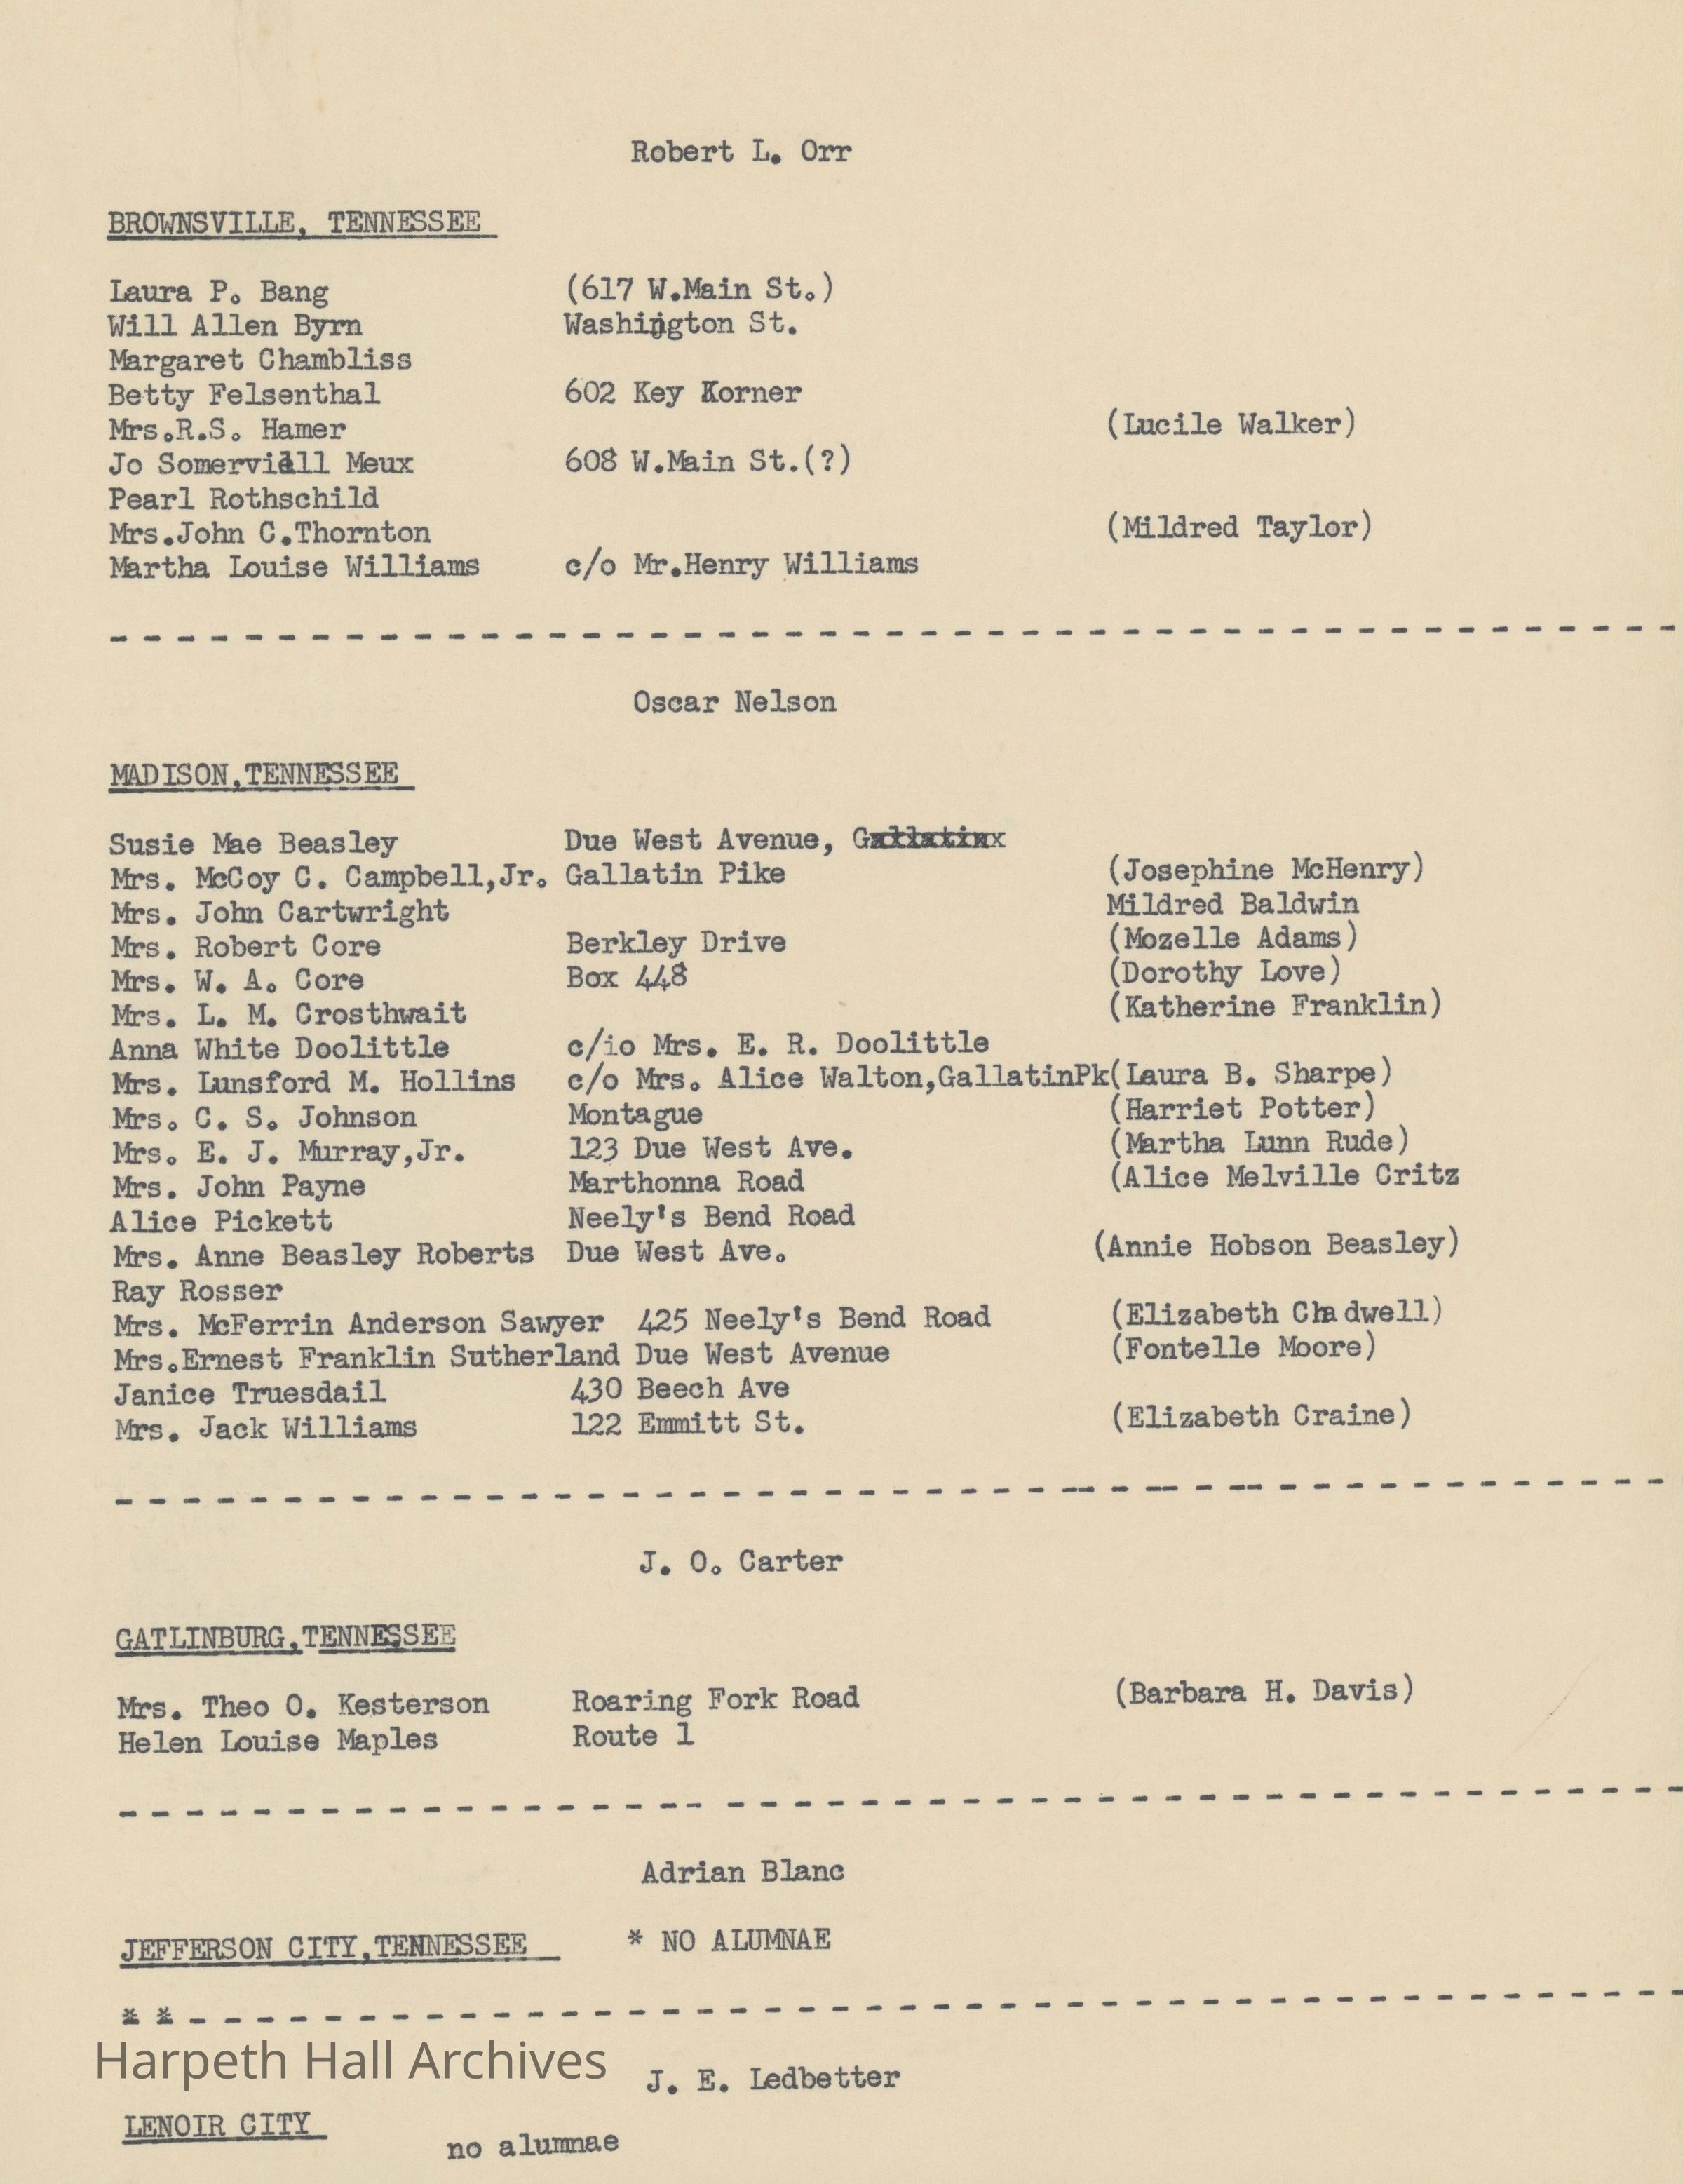 Robert L. Orr
BROWNSVILLE, TENNESSEE
Laura P. Bang (617 W.Main St.)
Will Allen Byrn Washington St.
Margaret Chambliss
Betty Felsenthal 602 Key Korner
Mrs.R.S. Hamer (Lucile Walker)
Jo Somerviell Meux 608 W.Main St.(?)
Pearl Rothschild
Mrs.John C.Thornton (Mildred Taylor)
Martha Louise Williams c/o Mr.Henry Williams
Oscar Nelson
MADISON,TENNESSEE
Susie Mae Beasley Due West Avenue, Gallatinx
Mrs. McCoy C. Campbell,Jr. Gallatin Pike (Josephine McHenry)
Mrs. John Cartwright Mildred Baldwin
Mrs. Robert Core Berkley Drive (Mozelle Adams)
Mrs. W. A. Core Box 448 (Dorothy Love)
Mrs. L. M. Crosthwait (Katherine Franklin)
Anna White Doolittle c/io Mrs. E. R. Doolittle
Mrs. Lunsford M. Hollins c/o Mrs. Alice Walton,GallatinPk(Laura B. Sharpe)
Mrs. C. S. Johnson Montague (Harriet Potter)
Mrs. E. J. Murray,Jr. 123 Due West Ave. (Martha Lunn Rude)
Mrs. John Payne Marthonna Road (Alice Melville Critz
Alice Pickett Neely's Bend Road
Mrs. Anne Beasley Roberts Due West Ave. (Annie Hobson Beasley)
Ray Rosser
Mrs. McFerrin Anderson Sawyer 425 Neely's Bend Road (Elizabeth Chadwell)
Mrs.Ernest Franklin Sutherland Due West Avenue (Fontelle Moore)
Janice Truesdail 430 Beech Ave
Mrs. Jack Williams 122 Emmitt St. (Elizabeth Craine)
J. O. Carter
GATLINBURG,TENNESSEE
Mrs. Theo O. Kesterson Roaring Fork Road (Barbara H. Davis)
Helen Louise Maples Route 1
Adrian Blanc
JEFFERSON CITY,TENNESSEE * NO ALUMNAE
* *
Harpeth Hall Archives
J. E. Ledbetter
LENOIR CITY
no alumnae